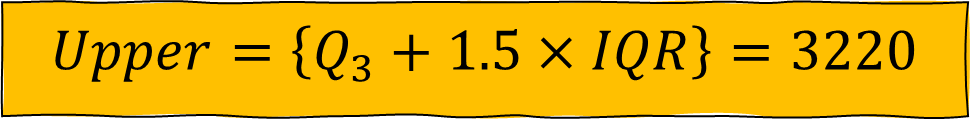 Upper = {Q₃ + 1.5 × IQR} = 3220